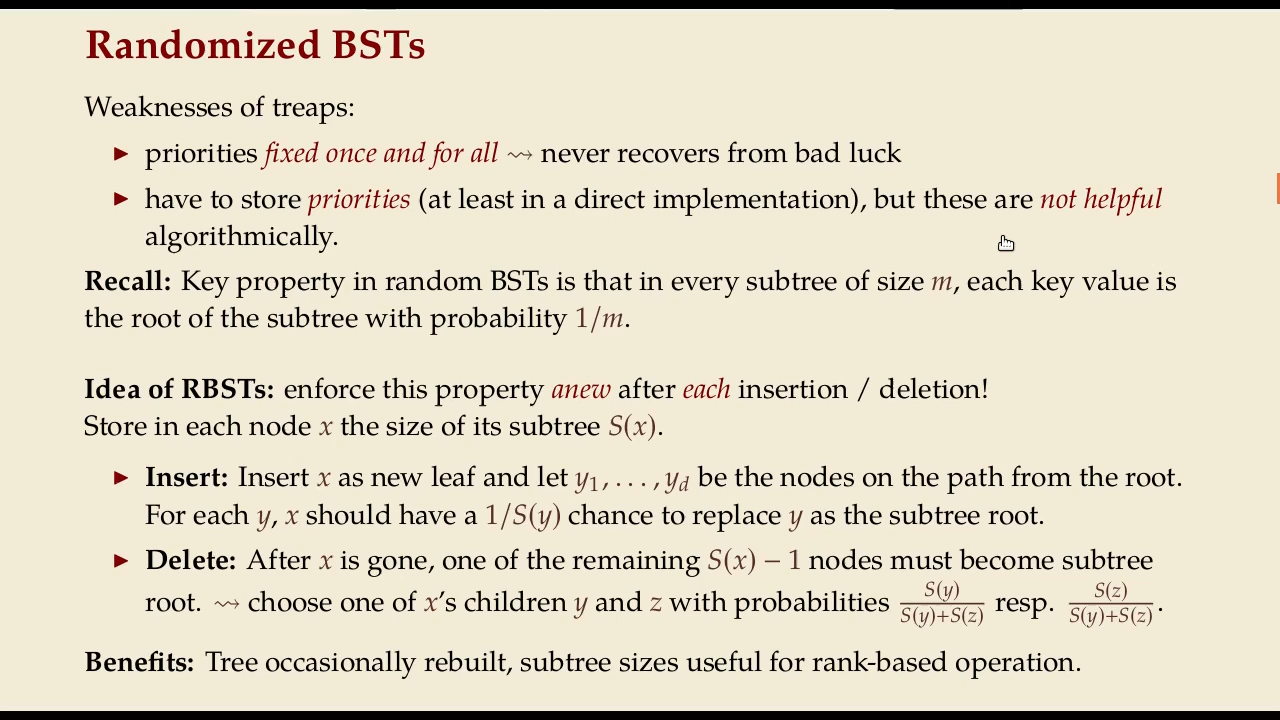 Randomized BSTs
Weaknesses of treaps:
▶ priorities fixed once and for all ⇝ never recovers from bad luck
▶ have to store priorities (at least in a direct implementation), but these are not helpful
algorithmically.
Recall: Key property in random BSTs is that in every subtree of size m, each key value is
the root of the subtree with probability 1/m.
Idea of RBSTs: enforce this property anew after each insertion / deletion!
Store in each node x the size of its subtree S(x).
▶ Insert: Insert x as new leaf and let y₁, . . . , y_d be the nodes on the path from the root.
For each y, x should have a 1/S(y) chance to replace y as the subtree root.
▶ Delete: After x is gone, one of the remaining S(x) − 1 nodes must become subtree
root. ⇝ choose one of x's children y and z with probabilities S(y)/(S(y)+S(z)) resp. S(z)/(S(y)+S(z)).
Benefits: Tree occasionally rebuilt, subtree sizes useful for rank-based operation.